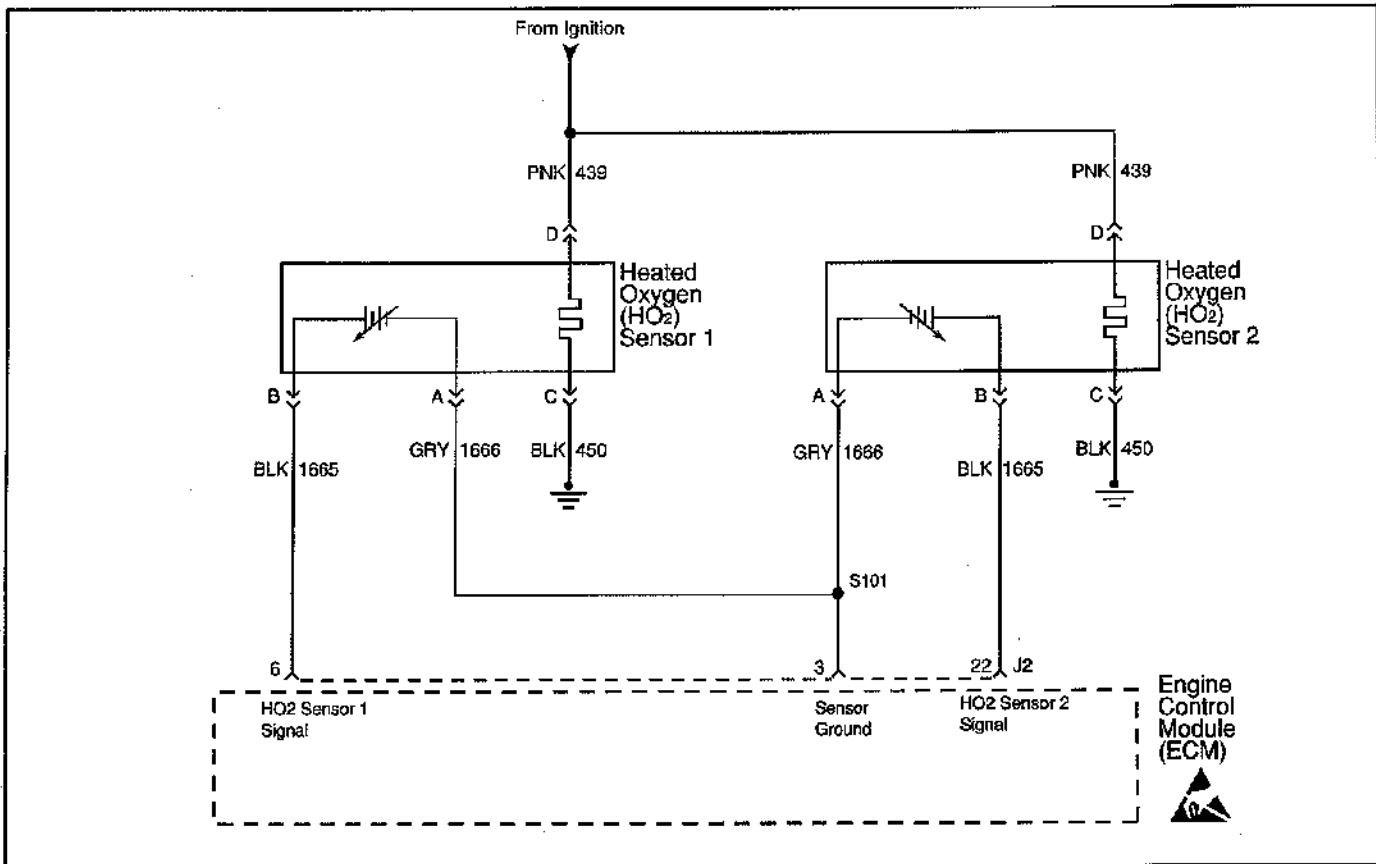 From Ignition
PNK 439
PNK 439
D
D
Heated
Oxygen
(HO2)
Sensor 1
Heated
Oxygen
(HO2)
Sensor 2
B
A
C
A
B
C
BLK 1665
GRY 1666
BLK 450
GRY 1666
BLK 1665
BLK 450
S101
6
3
22 J2
HO2 Sensor 1
Signal
Sensor
Ground
HO2 Sensor 2
Signal
Engine
Control
Module
(ECM)